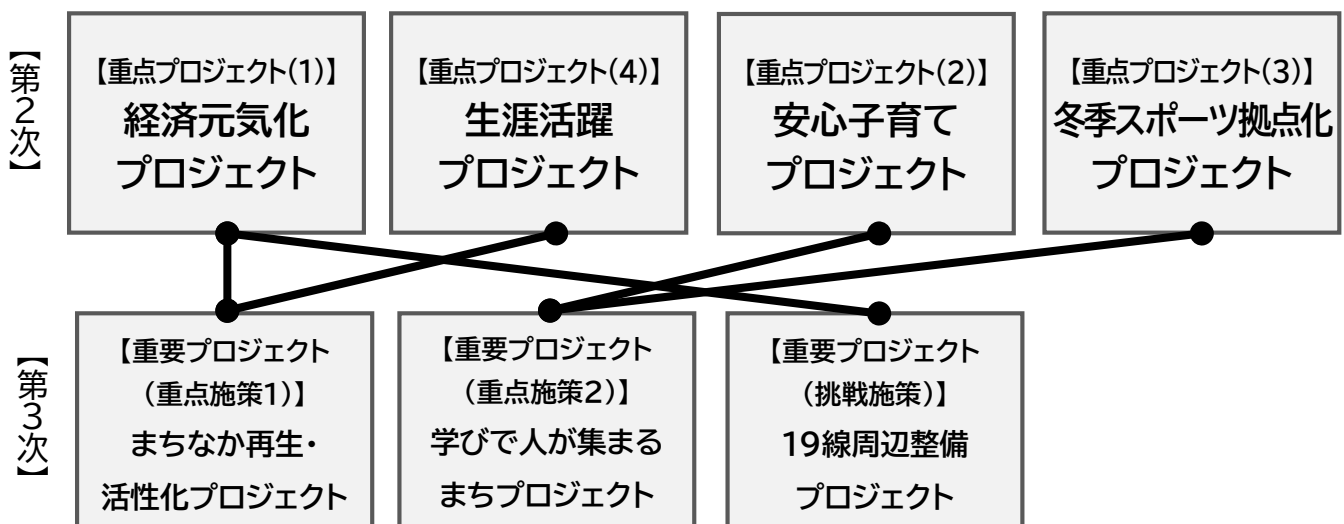 【第2次】
【重点プロジェクト(1)】
経済元気化
プロジェクト
【重点プロジェクト(4)】
生涯活躍
プロジェクト
【重点プロジェクト(2)】
安心子育て
プロジェクト
【重点プロジェクト(3)】
冬季スポーツ拠点化
プロジェクト
【第3次】
【重要プロジェクト
(重点施策1)】
まちなか再生・
活性化プロジェクト
【重要プロジェクト
(重点施策2)】
学びで人が集まる
まちプロジェクト
【重要プロジェクト
(挑戦施策)】
19線周辺整備
プロジェクト